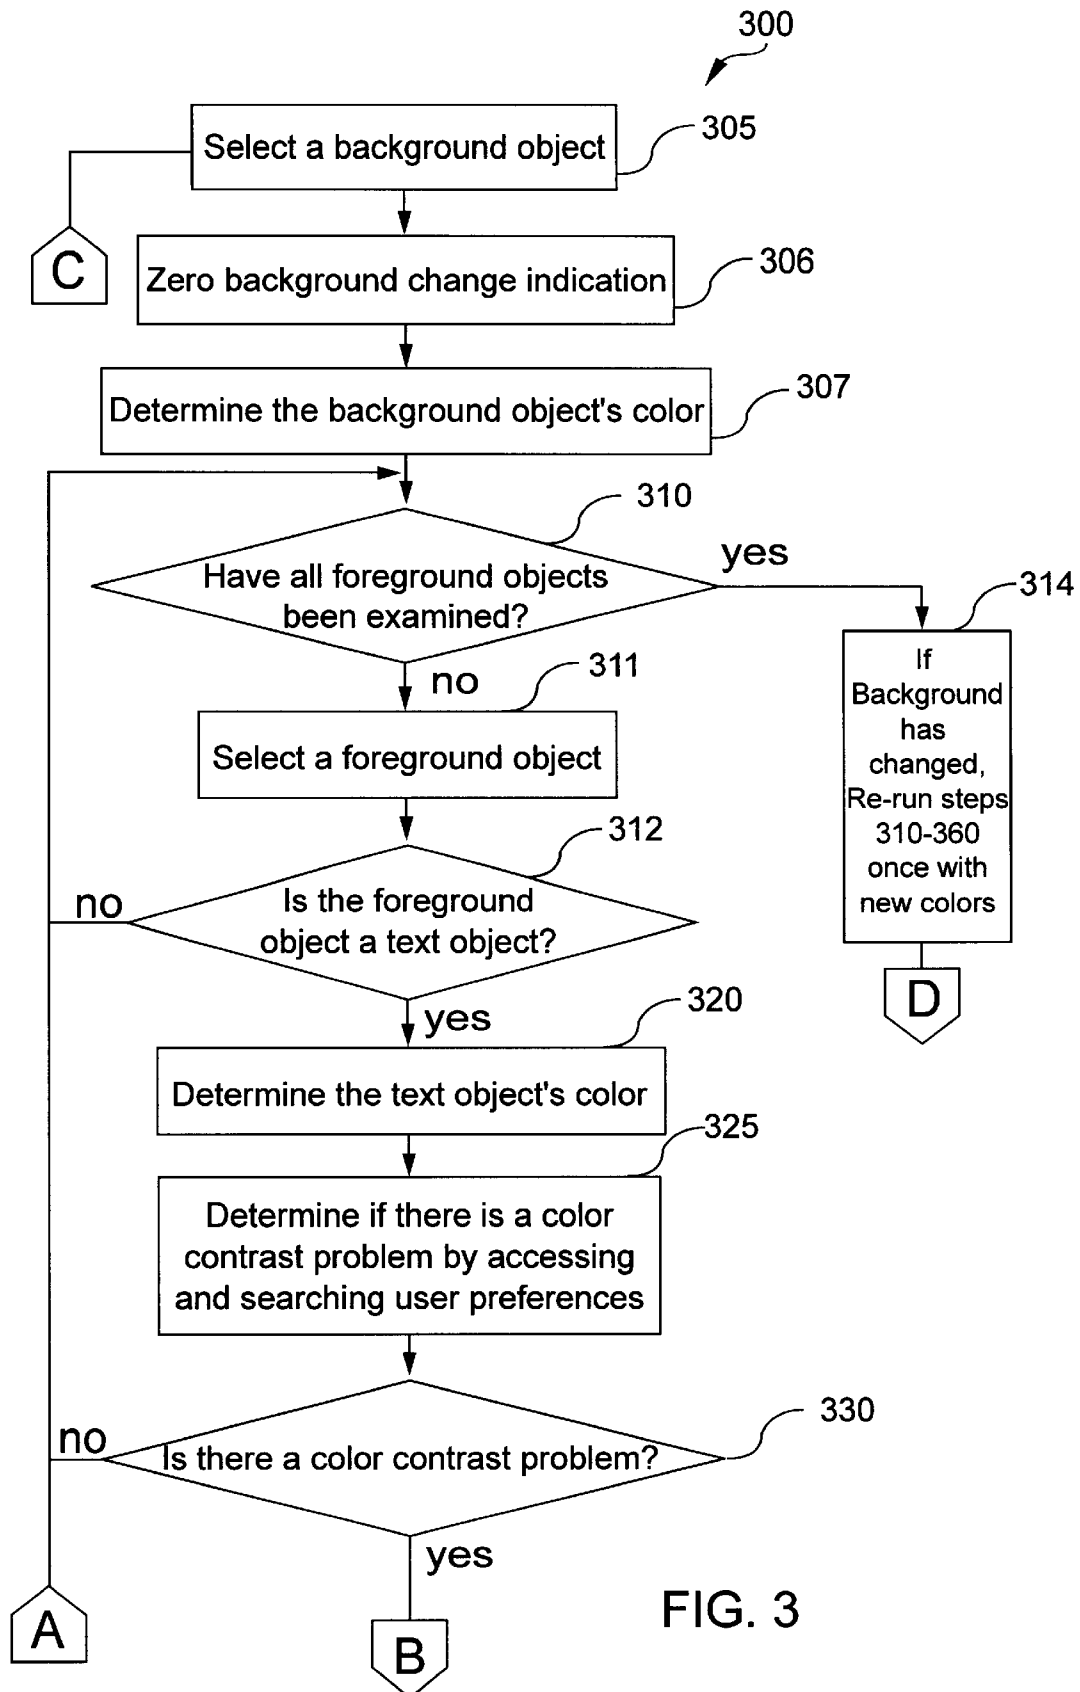 300
Select a background object
305
C
Zero background change indication
306
Determine the background object's color
307
310
Have all foreground objects
been examined?
yes
no
314
If
Background
has
changed,
Re-run steps
310-360
once with
new colors
D
311
Select a foreground object
312
Is the foreground
object a text object?
no
yes
320
Determine the text object's color
325
Determine if there is a color
contrast problem by accessing
and searching user preferences
330
Is there a color contrast problem?
no
yes
A
B
FIG. 3